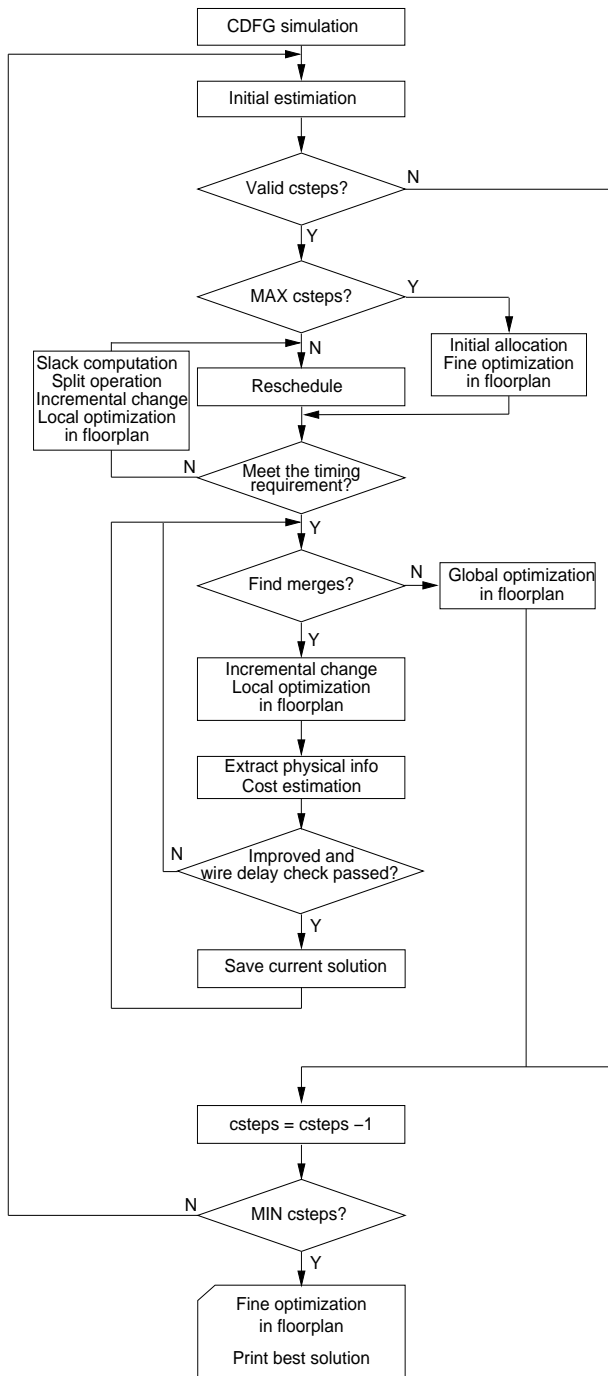 CDFG simulation
Initial estimiation
Valid csteps?
N
Y
MAX csteps?
Y
N
Initial allocation
Fine optimization
in floorplan
Slack computation
Split operation
Incremental change
Local optimization
in floorplan
Reschedule
N
Meet the timing
requirement?
Y
Find merges?
N
Global optimization
in floorplan
Y
Incremental change
Local optimization
in floorplan
Extract physical info
Cost estimation
N
Improved and
wire delay check passed?
Y
Save current solution
csteps = csteps −1
N
MIN csteps?
Y
Fine optimization
in floorplan
Print best solution